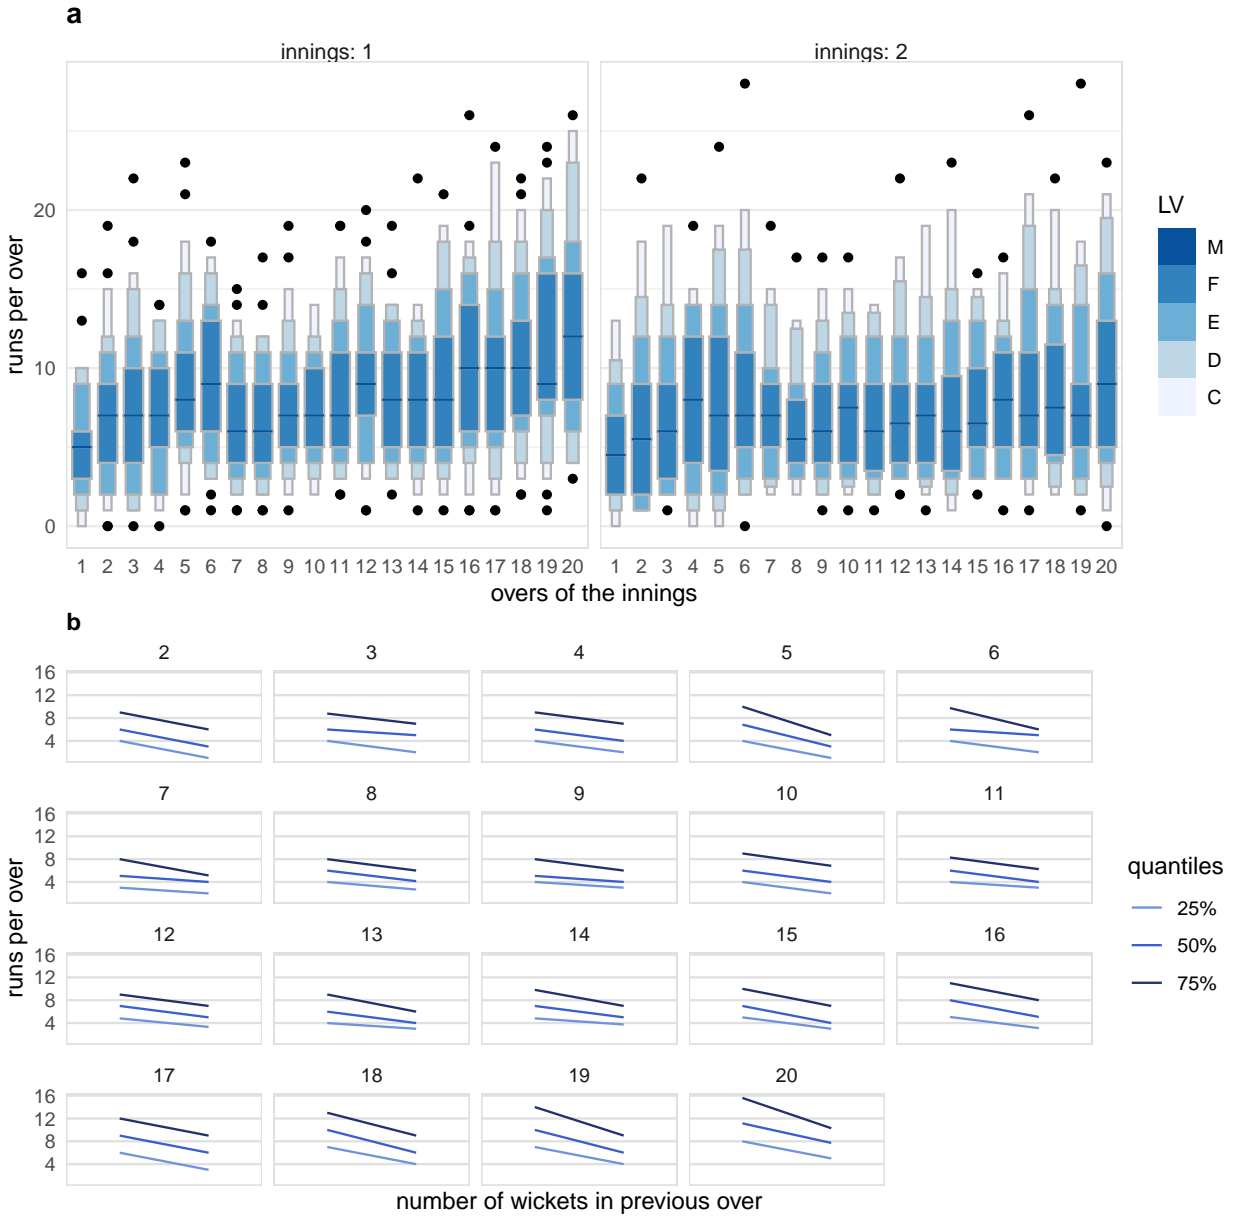 a
innings: 1 innings: 2
20
10
0
runs per over
1 2 3 4 5 6 7 8 9 10 11 12 13 14 15 16 17 18 19 20 1 2 3 4 5 6 7 8 9 10 11 12 13 14 15 16 17 18 19 20
overs of the innings
LV
M
F
E
D
C
b
2 3 4 5 6
16
12
8
4
7 8 9 10 11
16
12
8
4
12 13 14 15 16
16
12
8
4
17 18 19 20
16
12
8
4
runs per over
number of wickets in previous over
quantiles
25%
50%
75%